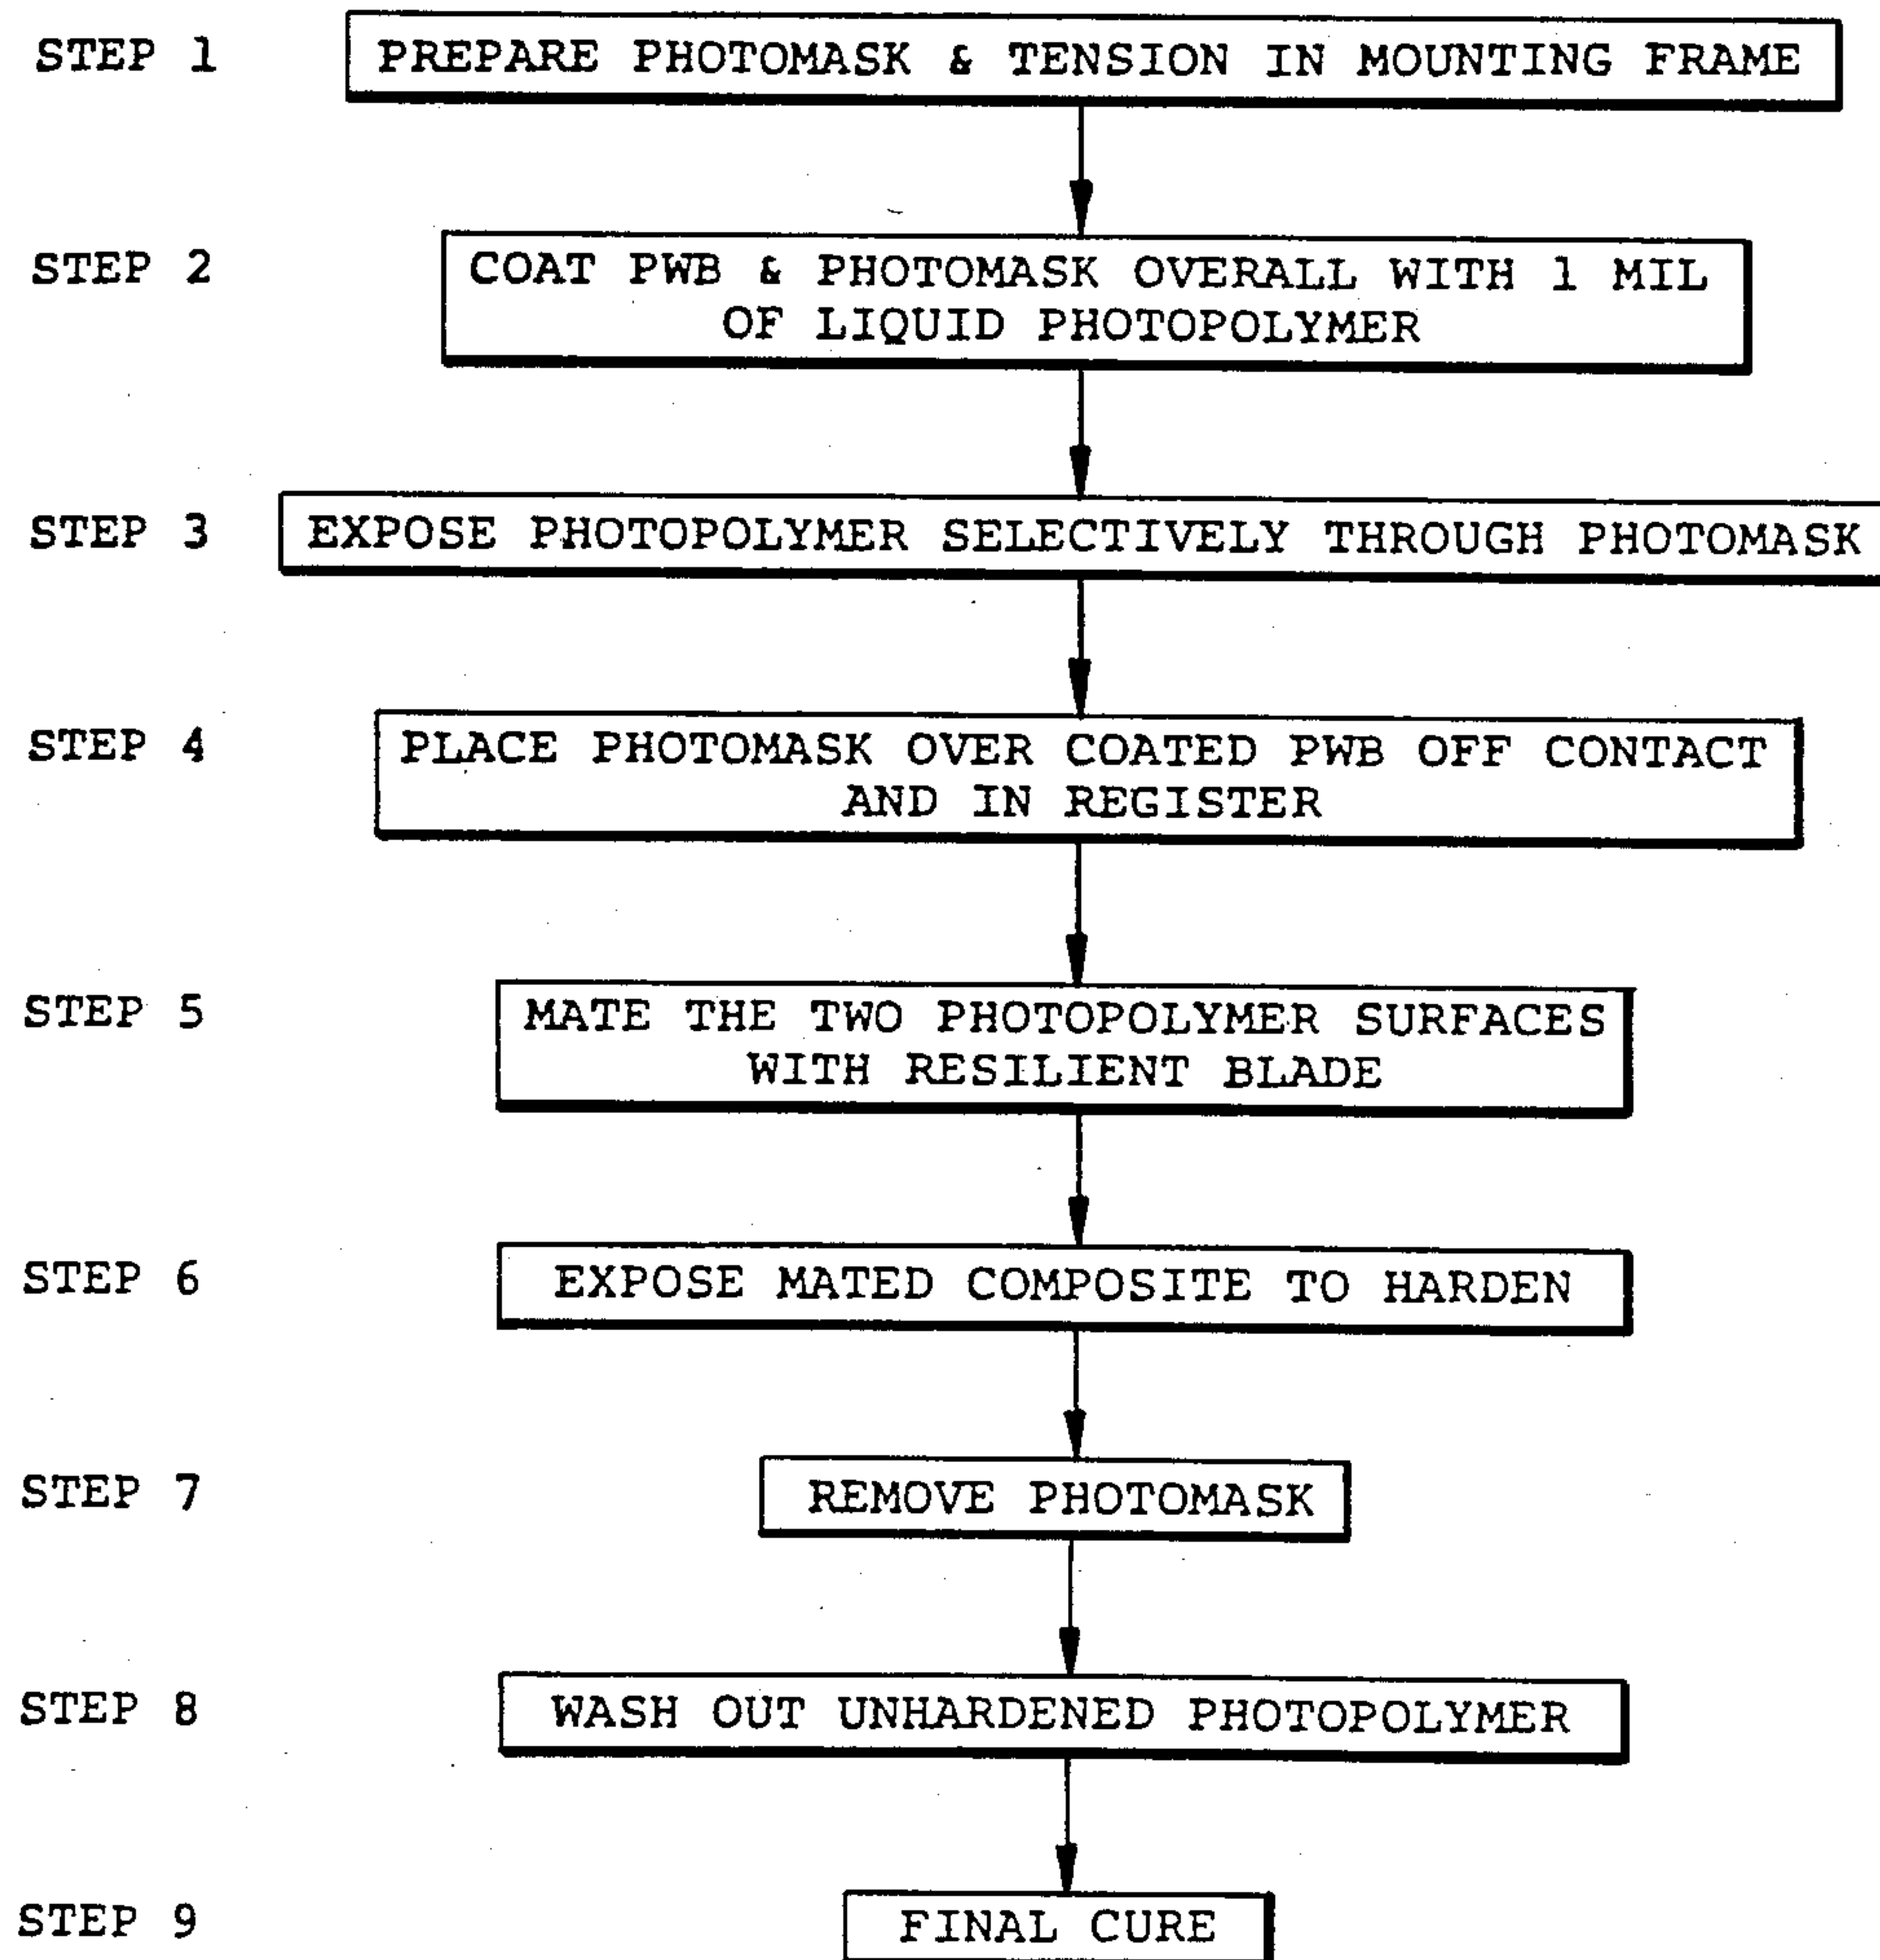 STEP 1 PREPARE PHOTOMASK & TENSION IN MOUNTING FRAME
STEP 2 COAT PWB & PHOTOMASK OVERALL WITH 1 MIL
OF LIQUID PHOTOPOLYMER
STEP 3 EXPOSE PHOTOPOLYMER SELECTIVELY THROUGH PHOTOMASK
STEP 4 PLACE PHOTOMASK OVER COATED PWB OFF CONTACT
AND IN REGISTER
STEP 5 MATE THE TWO PHOTOPOLYMER SURFACES
WITH RESILIENT BLADE
STEP 6 EXPOSE MATED COMPOSITE TO HARDEN
STEP 7 REMOVE PHOTOMASK
STEP 8 WASH OUT UNHARDENED PHOTOPOLYMER
STEP 9 FINAL CURE